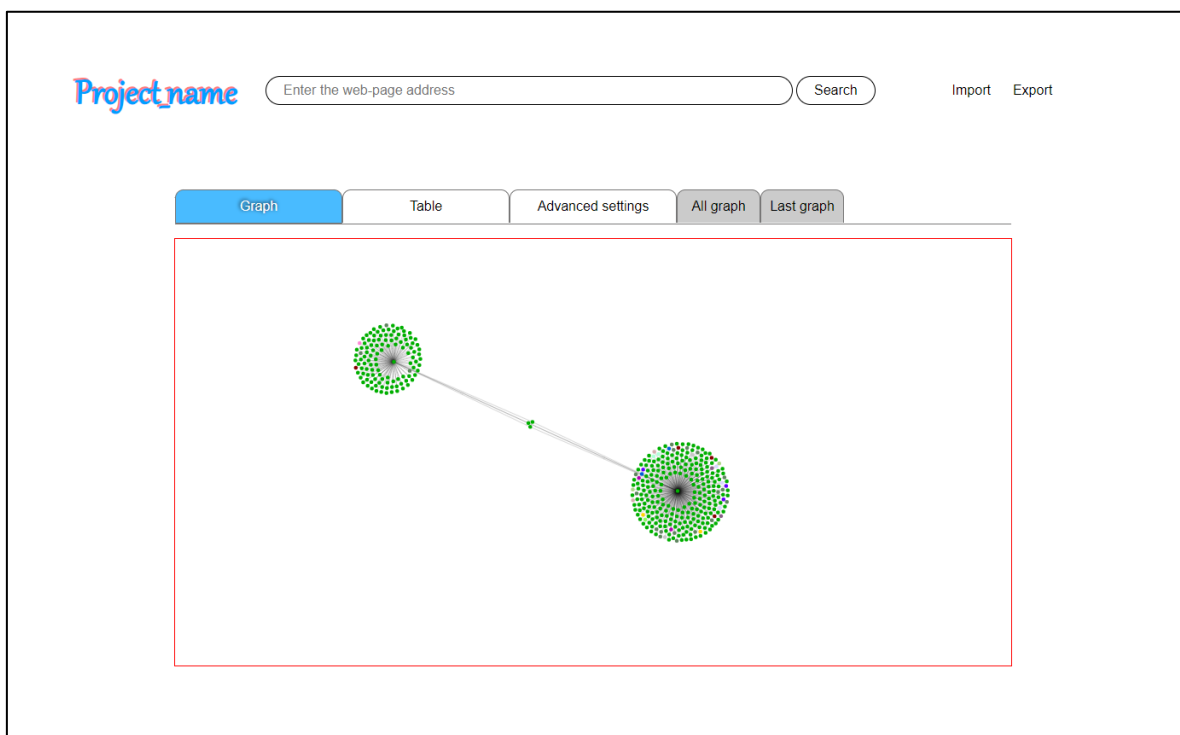 Project_name
Enter the web-page address
Search
Import
Export
Graph
Table
Advanced settings
All graph
Last graph